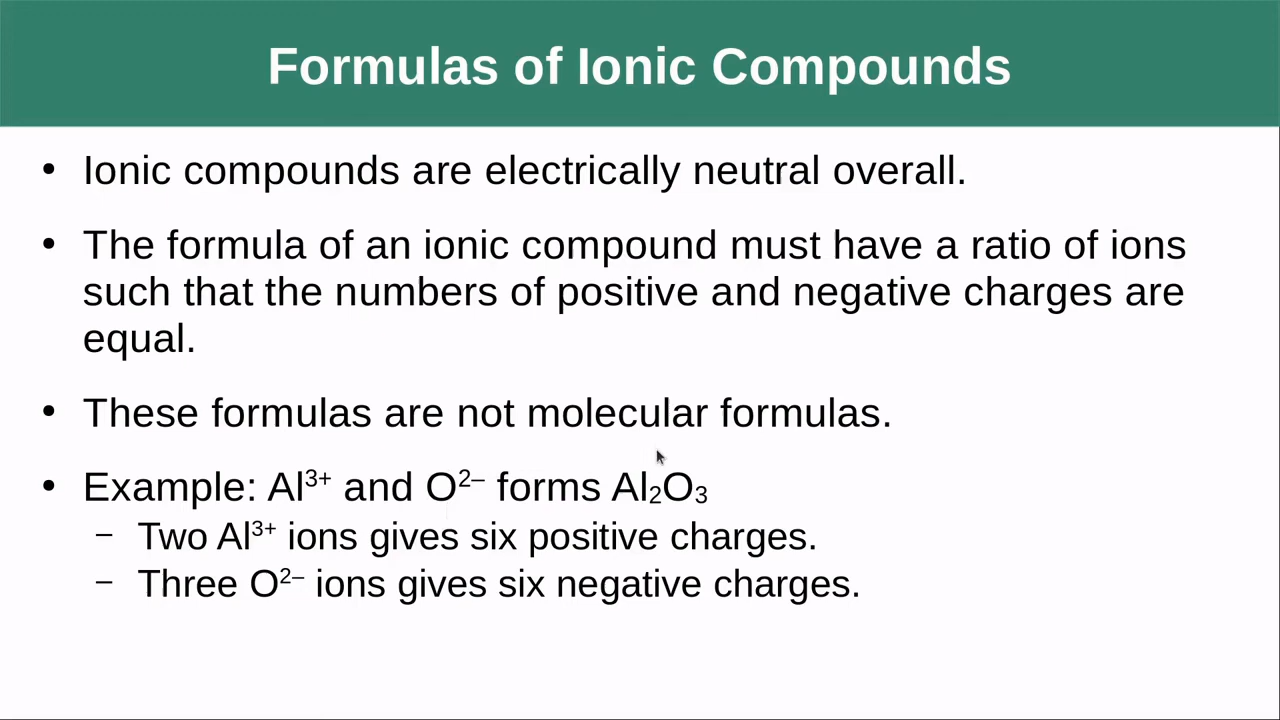 Formulas of Ionic Compounds
• Ionic compounds are electrically neutral overall.
• The formula of an ionic compound must have a ratio of ions
such that the numbers of positive and negative charges are
equal.
• These formulas are not molecular formulas.
• Example: Al³⁺ and O²⁻ forms Al₂O₃
– Two Al³⁺ ions gives six positive charges.
– Three O²⁻ ions gives six negative charges.